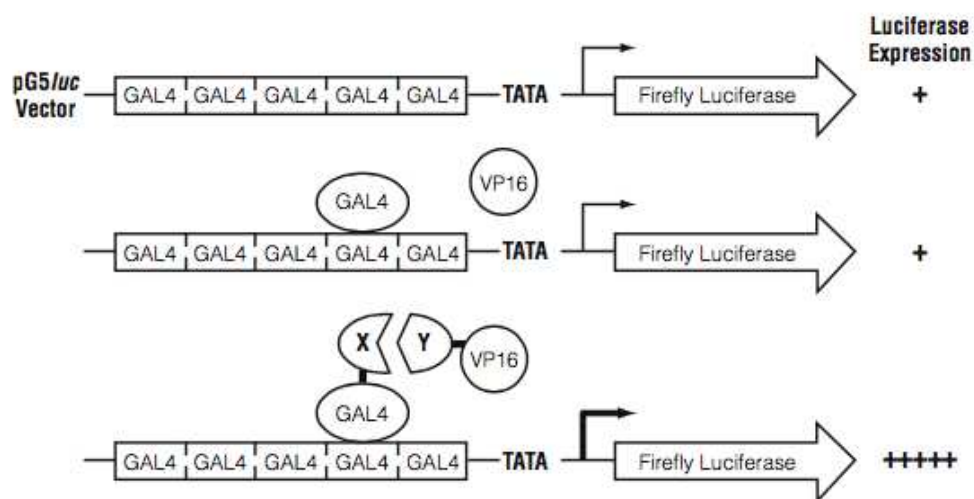 Luciferase
Expression
pG5luc
Vector
GAL4 GAL4 GAL4 GAL4 GAL4 TATA Firefly Luciferase +
VP16
GAL4
GAL4 GAL4 GAL4 GAL4 GAL4 TATA Firefly Luciferase +
X Y VP16
GAL4
GAL4 GAL4 GAL4 GAL4 GAL4 TATA Firefly Luciferase +++++